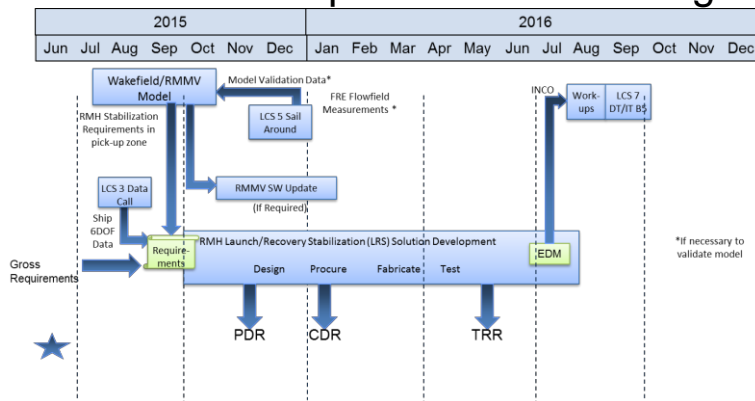 2015 2016
Jun Jul Aug Sep Oct Nov Dec Jan Feb Mar Apr May Jun Jul Aug Sep Oct Nov Dec
Wakefield/RMMV
Model
Model Validation Data*
FRE Flowfield
Measurements *
INCO
Work-
ups
LCS 7
DT/IT B5
RMH Stabilization
Requirements in
pick-up zone
LCS 5 Sail
Around
LCS 3 Data
Call
RMMV SW Update
(If Required)
Ship
6DOF
Data
Gross
Requirements
Require-
ments
RMH Launch/Recovery Stabilization (LRS) Solution Development
Design Procure Fabricate Test
EDM
*If necessary to
validate model
PDR CDR TRR